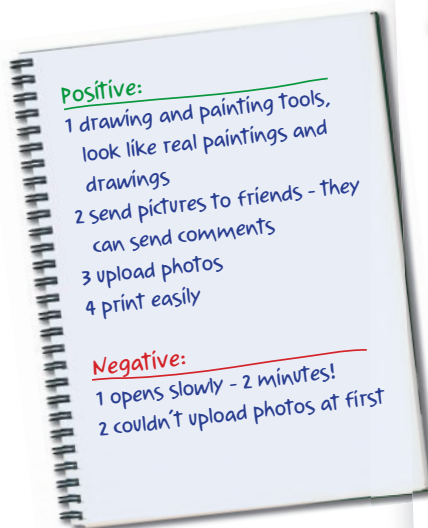 Positive:
1 drawing and painting tools,
look like real paintings and
drawings
2 send pictures to friends - they
can send comments
3 upload photos
4 print easily
Negative:
1 opens slowly - 2 minutes!
2 couldn't upload photos at first